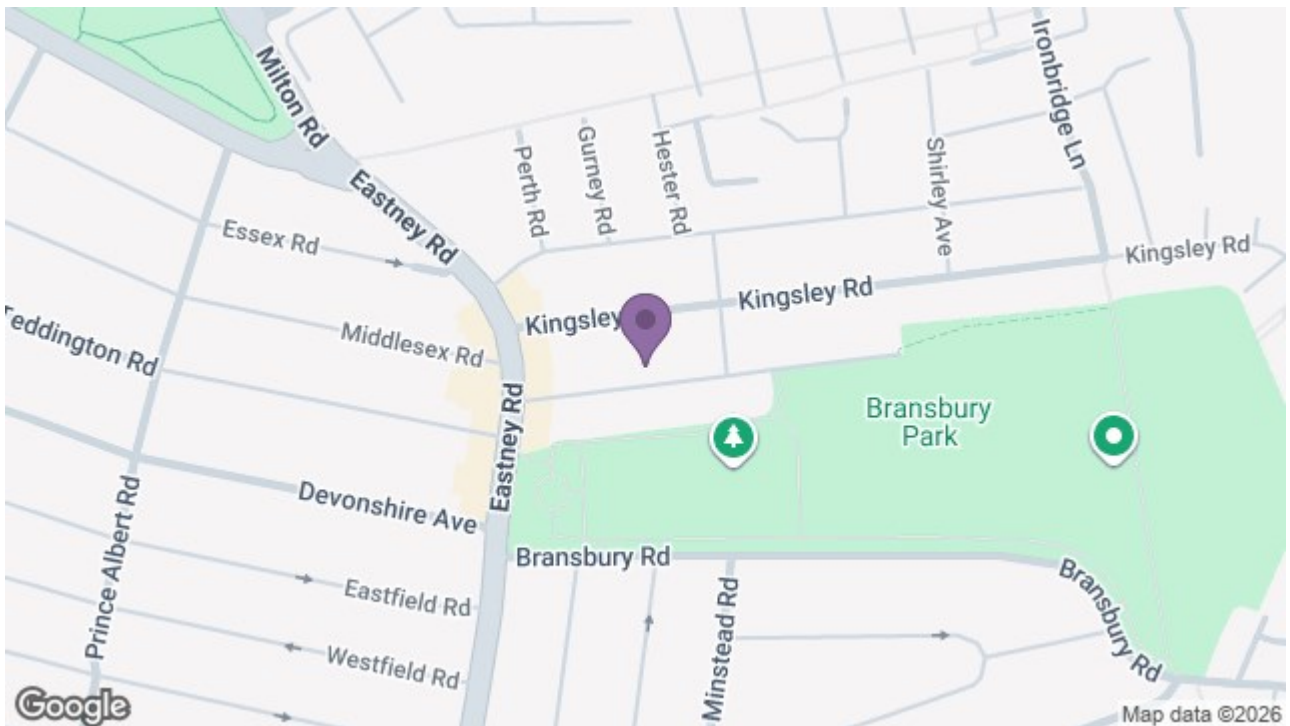 Milton Rd
Ironbridge Ln
Eastney Rd
Perth Rd
Gurney Rd
Hester Rd
Shirley Ave
Essex Rd
Kingsley Rd
Kingsley Rd
Kingsley
Middlesex Rd
Teddington Rd
Eastney Rd
Bransbury
Park
Devonshire Ave
Prince Albert Rd
Bransbury Rd
Bransbury Rd
Eastfield Rd
Westfield Rd
Minstead Rd
Google
Map data ©2026